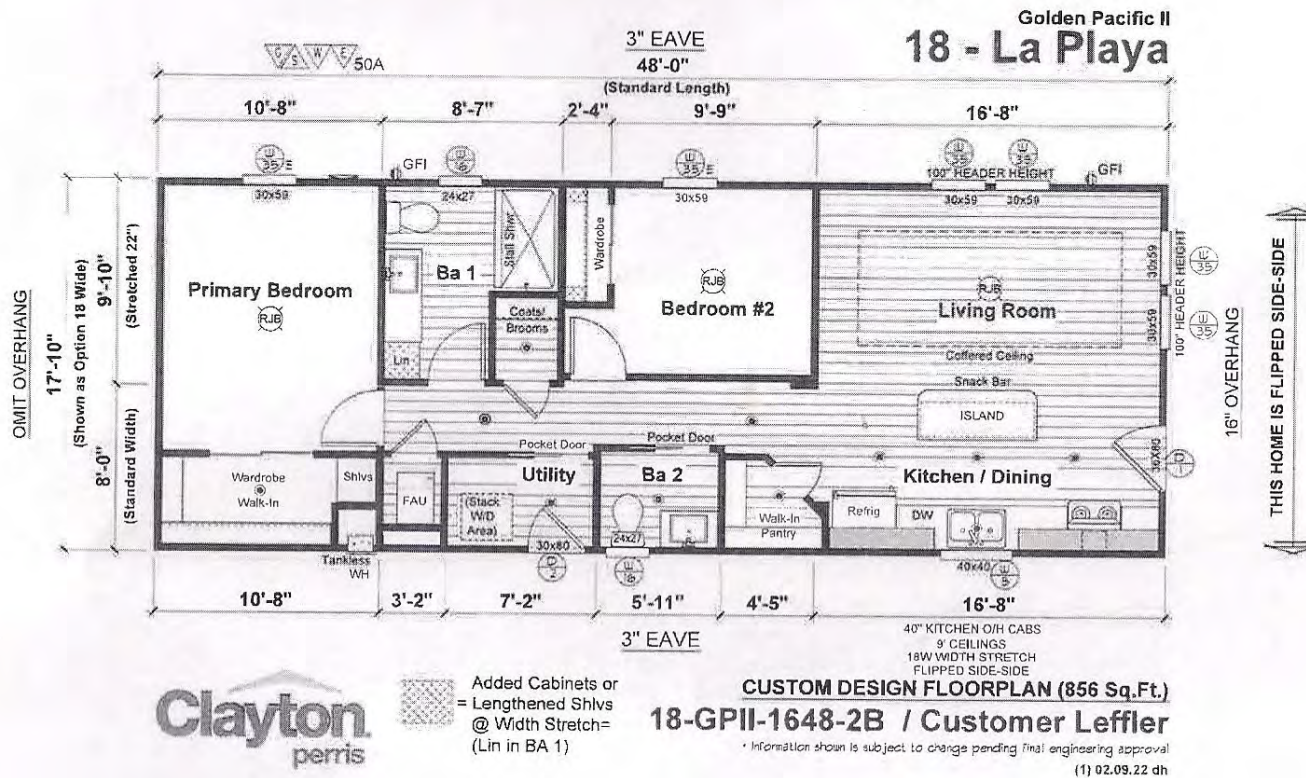 Golden Pacific II
18 - La Playa
3" EAVE
48'-0"
(Standard Length)
G S W E 50A
10'-8" 8'-7" 2'-4" 9'-9" 16'-8"
GFI
GFI
E 35 E
E 35 E
E 35
E 35
30x59
24x27
30x59
100" HEADER HEIGHT
30x59 30x59
OMIT OVERHANG
17'-10"
(Shown as Option 18 Wide)
9'-10"
(Stretched 22")
8'-0"
(Standard Width)
Primary Bedroom
RJB
Ba 1
Stall Shwr
Lin
Coats/
Brooms
Wardrobe
RJB
Bedroom #2
RJB
Living Room
Coffered Ceiling
Snack Bar
ISLAND
30x59
30x59
100" HEADER HEIGHT
E 35
E 35
16" OVERHANG
THIS HOME IS FLIPPED SIDE-SIDE
36x80
D 1
Wardrobe
Walk-In
Shlvs
Tankless
WH
FAU
Pocket Door
Utility
(Stack
W/D
Area)
30x80
D 2
Pocket Door
Ba 2
24x27
Walk-In
Pantry
Kitchen / Dining
Refrig
DW
40x40
10'-8" 3'-2" 7'-2" 5'-11" 4'-5" 16'-8"
3" EAVE
40" KITCHEN O/H CABS
9' CEILINGS
18W WIDTH STRETCH
FLIPPED SIDE-SIDE
Clayton
perris
Added Cabinets or
= Lengthened Shlvs
@ Width Stretch=
(Lin in BA 1)
CUSTOM DESIGN FLOORPLAN (856 Sq.Ft.)
18-GPII-1648-2B / Customer Leffler
* Information shown is subject to change pending final engineering approval
(1) 02.09.22 dh